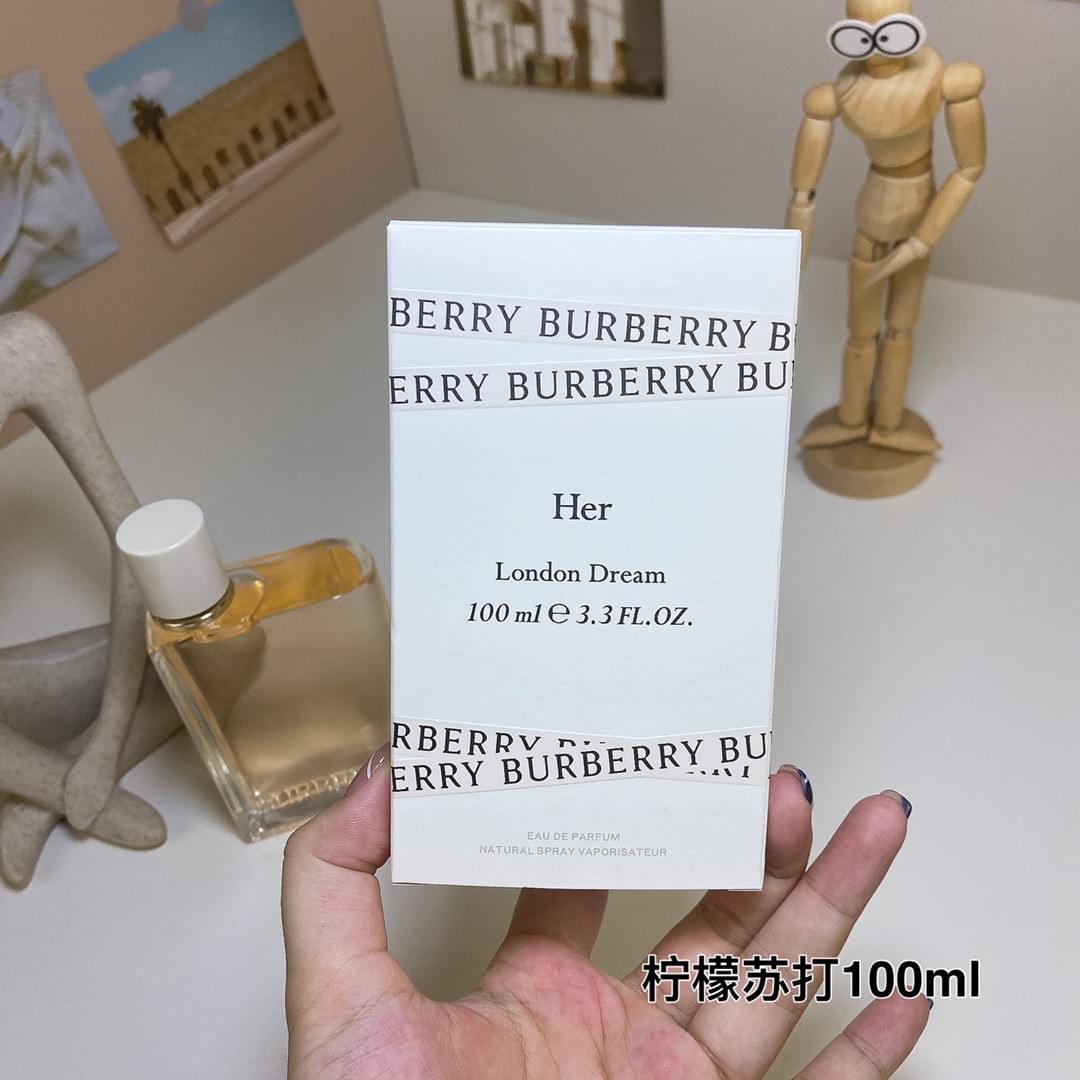 BERRY BURBERRY B
ERRY BURBERRY BU
Her
London Dream
100 ml ℮ 3.3 FL.OZ.
RBERRY
ERRY BURBERRY BU
EAU DE PARFUM
NATURAL SPRAY VAPORISATEUR
柠檬苏打100ml